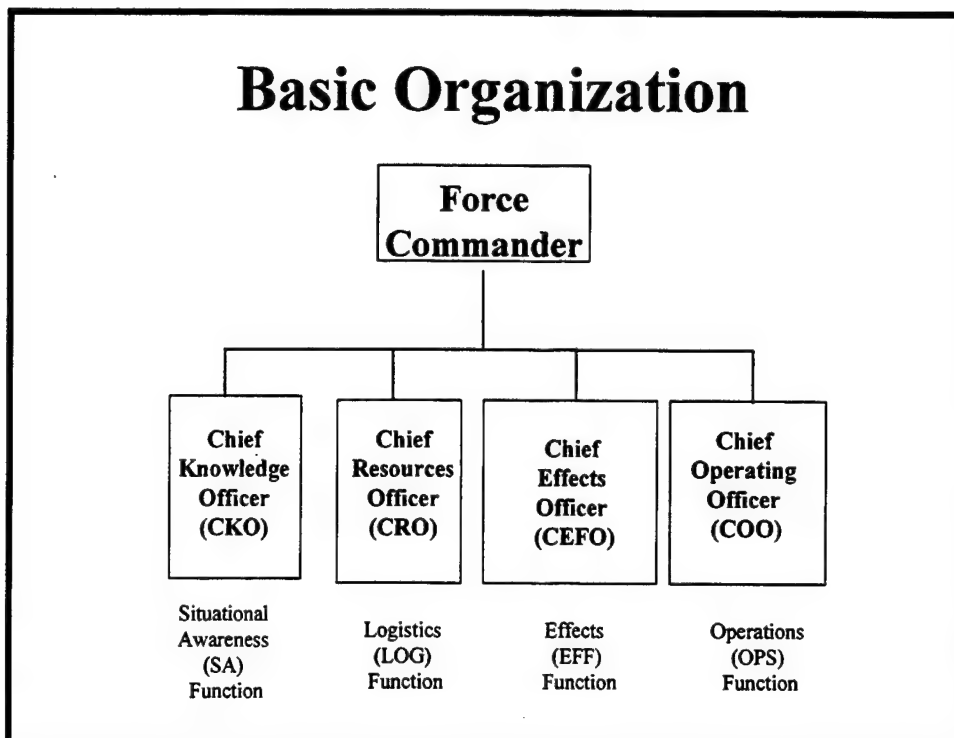 Basic Organization
Force
Commander
Chief
Knowledge
Officer
(CKO)
Chief
Resources
Officer
(CRO)
Chief
Effects
Officer
(CEFO)
Chief
Operating
Officer
(COO)
Situational
Awareness
(SA)
Function
Logistics
(LOG)
Function
Effects
(EFF)
Function
Operations
(OPS)
Function